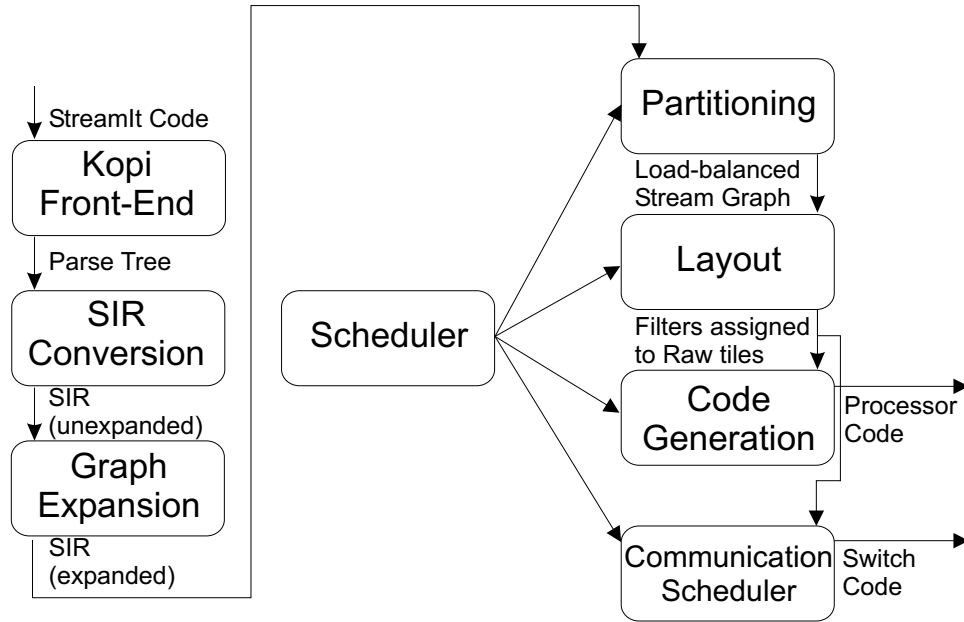 StreamIt Code
Kopi
Front-End
Parse Tree
SIR
Conversion
SIR
(unexpanded)
Graph
Expansion
SIR
(expanded)
Scheduler
Partitioning
Load-balanced
Stream Graph
Layout
Filters assigned
to Raw tiles
Code
Generation
Processor
Code
Communication
Scheduler
Switch
Code